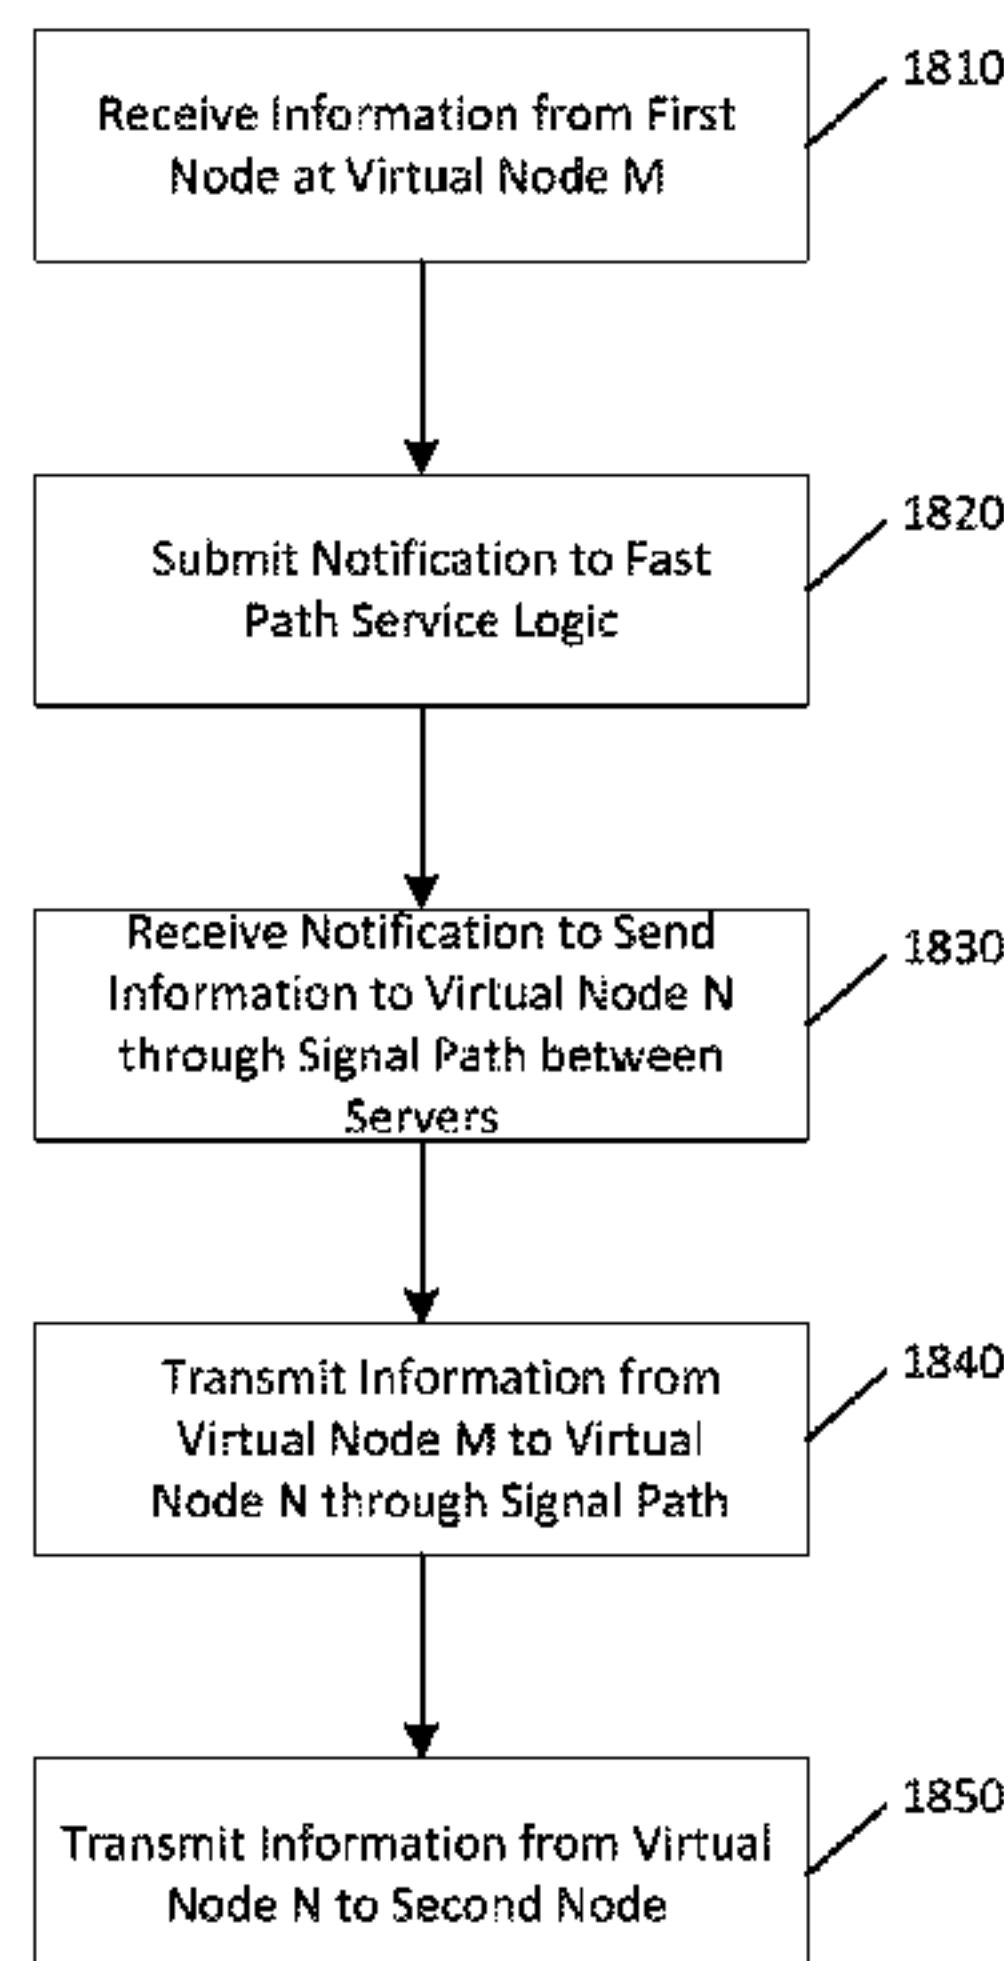 Receive Information from First
Node at Virtual Node M
1810
Submit Notification to Fast
Path Service Logic
1820
Receive Notification to Send
Information to Virtual Node N
through Signal Path between
Servers
1830
Transmit Information from
Virtual Node M to Virtual
Node N through Signal Path
1840
Transmit Information from Virtual
Node N to Second Node
1850